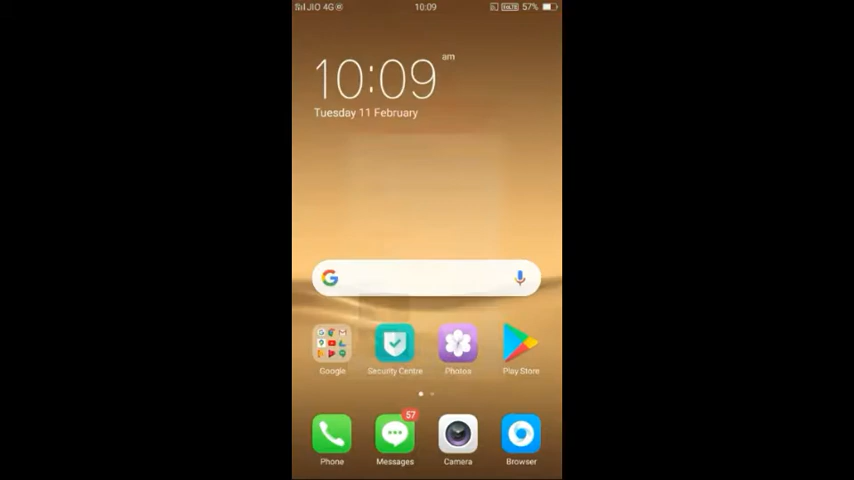 JIO 4G
10:09
VoLTE
57%
10:09 am
Tuesday 11 February
Google
Security Centre
Photos
Play Store
57
Phone
Messages
Camera
Browser